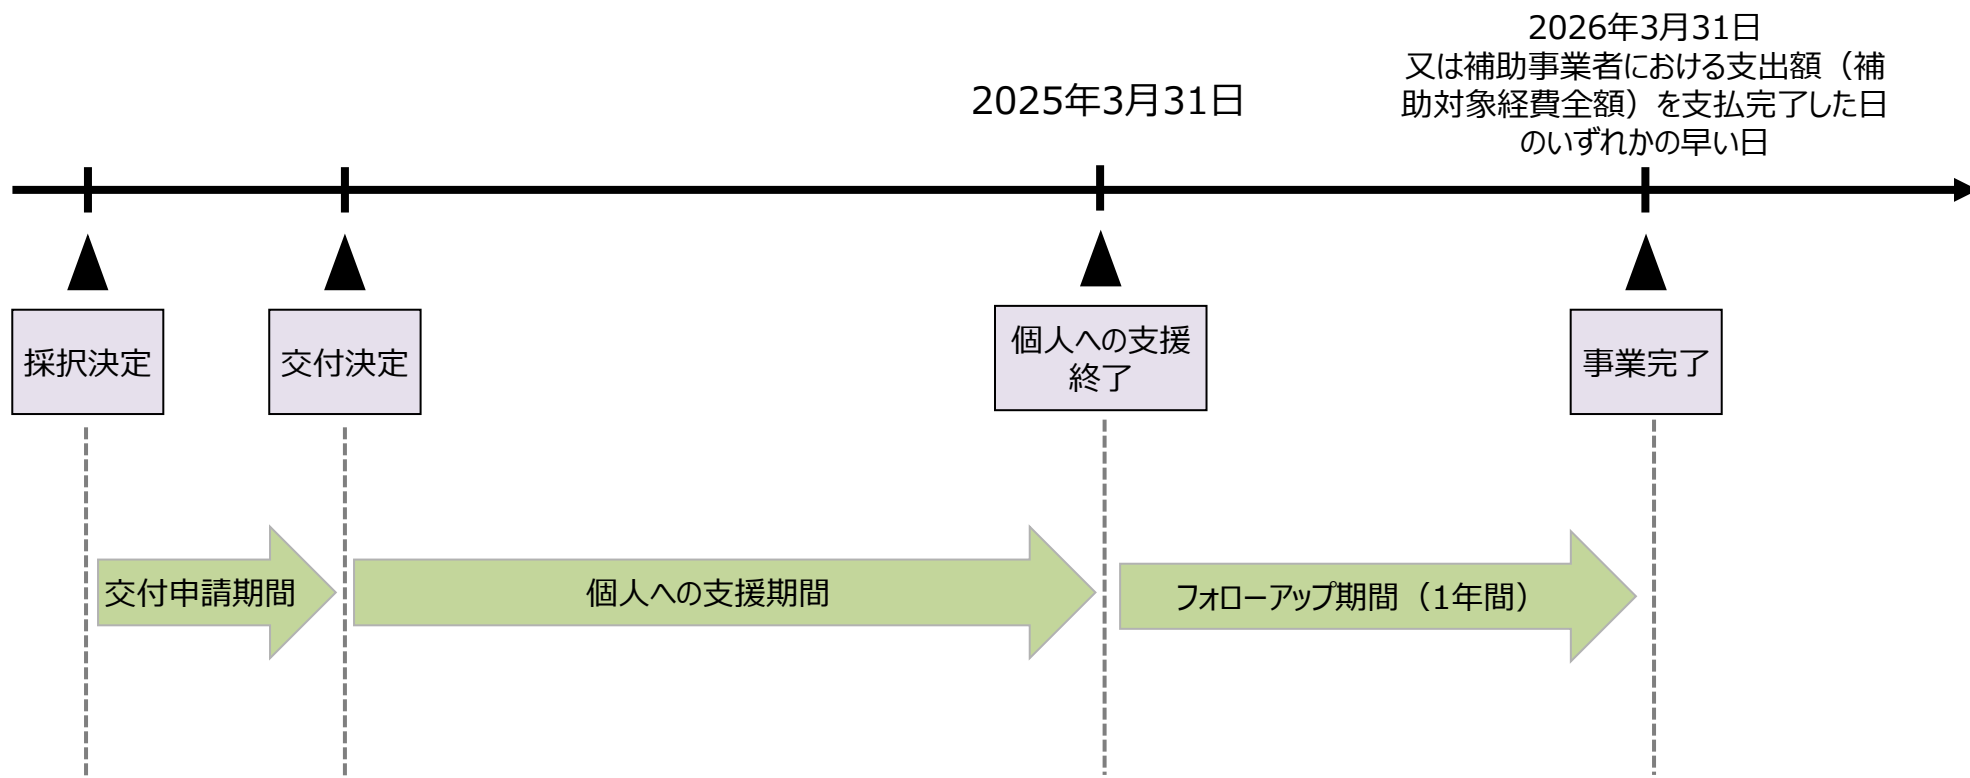 2025年3月31日
2026年3月31日
又は補助事業者における支出額（補
助対象経費全額）を支払完了した日
のいずれかの早い日
採択決定
交付決定
個人への支援
終了
事業完了
交付申請期間
個人への支援期間
フォローアップ期間（1年間）